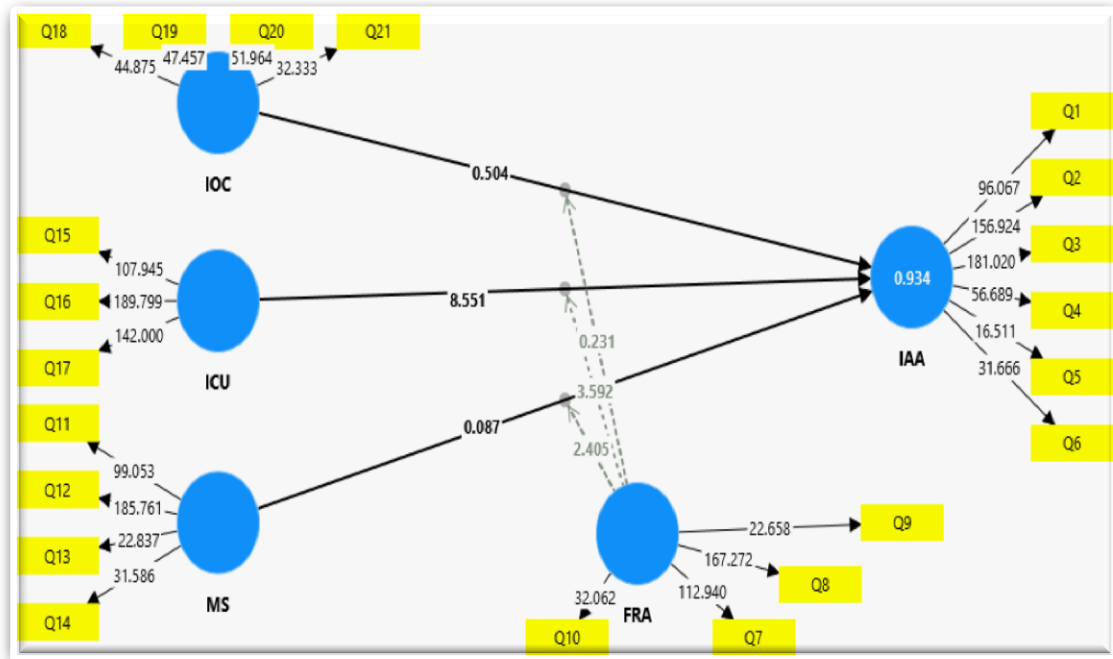 Q18 Q19 Q20 Q21
44.875 47.457 51.964 32.333
IOC
0.504
Q1
Q2
Q3
Q4
Q5
Q6
96.067
156.924
181.020
56.689
16.511
31.666
0.934
IAA
Q15
Q16
Q17
107.945
189.799
142.000
ICU
8.551
0.231
3.592
2.405
0.087
Q11
Q12
Q13
Q14
99.053
185.761
22.837
31.586
MS
FRA
22.658
167.272
112.940
32.062
Q9
Q8
Q7
Q10